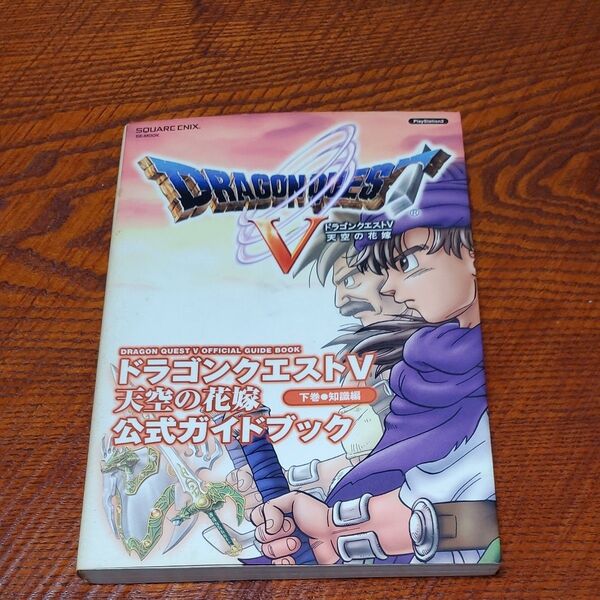 SQUARE ENIX.
SE-MOOK
PlayStation2
DRAGON QUEST
V
ドラゴンクエストV
天空の花嫁
DRAGON QUEST V OFFICIAL GUIDE BOOK
ドラゴンクエストV
天空の花嫁
下巻●知識編
公式ガイドブック